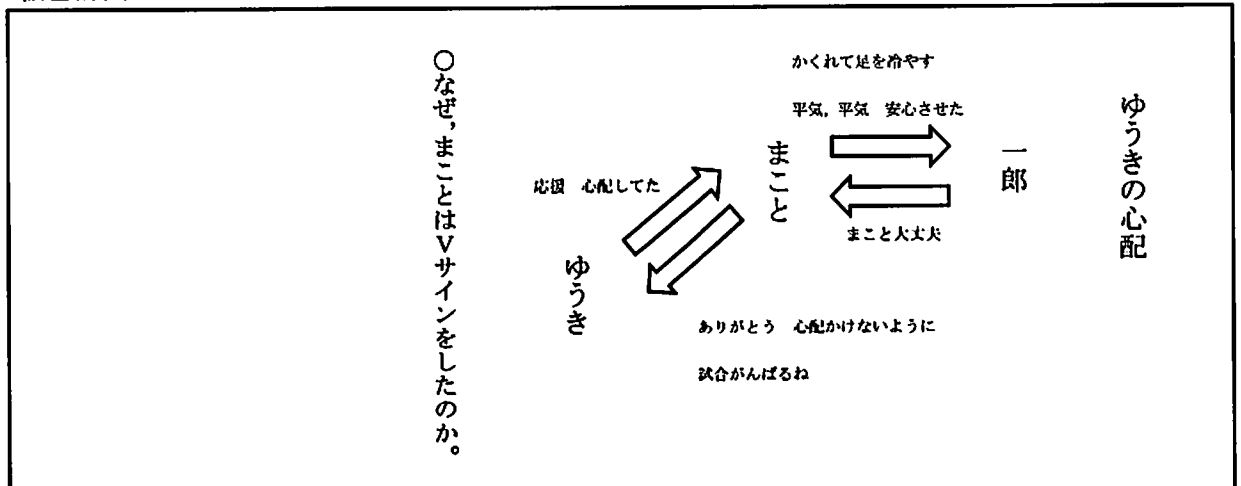 ゆうきの心配
一郎
かくれて足を冷やす
平気，平気　安心させた
まこと大丈夫
まこと
応援　心配してた
ありがとう　心配かけないように
試合がんばるね
ゆうき
○なぜ，まことはＶサインをしたのか。